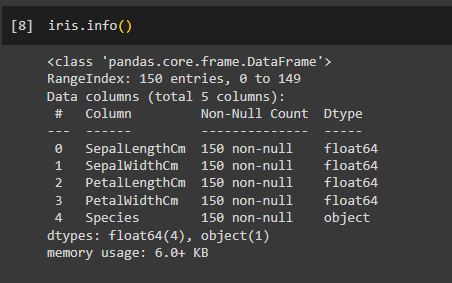 [8] iris.info()
<class 'pandas.core.frame.DataFrame'>
RangeIndex: 150 entries, 0 to 149
Data columns (total 5 columns):
 #   Column         Non-Null Count  Dtype
---  ------         --------------  -----
 0   SepalLengthCm  150 non-null    float64
 1   SepalWidthCm   150 non-null    float64
 2   PetalLengthCm  150 non-null    float64
 3   PetalWidthCm   150 non-null    float64
 4   Species        150 non-null    object
dtypes: float64(4), object(1)
memory usage: 6.0+ KB